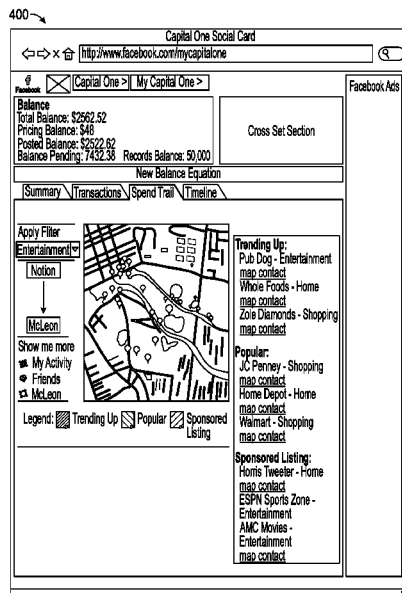 400
Capital One Social Card
http://www.facebook.com/mycapitalone
f
Facebook
Capital One >
My Capital One >
Facebook Ads
Balance
Total Balance: $2562.52
Pricing Balance: $48
Posted Balance: $2522.62
Balance Pending: 7432.38 Records Balance: 50,000
Cross Set Section
New Balance Equation
Summary
Transactions
Spend Trail
Timeline
Apply Fliter
Entertainment
Notion
McLeon
Show me more
My Activity
Friends
McLeon
Legend: Trending Up Popular Sponsored
Listing
Trending Up:
Pub Dog - Entertainment
map contact
Whole Foods - Home
map contact
Zoie Diamonds - Shopping
map contact
Popular:
JC Penney - Shopping
map contact
Home Depot - Home
map contact
Walmart - Shopping
map contact
Sponsored Listing:
Horris Tweeter - Home
map contact
ESPN Sports Zone -
Entertainment
AMC Movies -
Entertainment
map contact